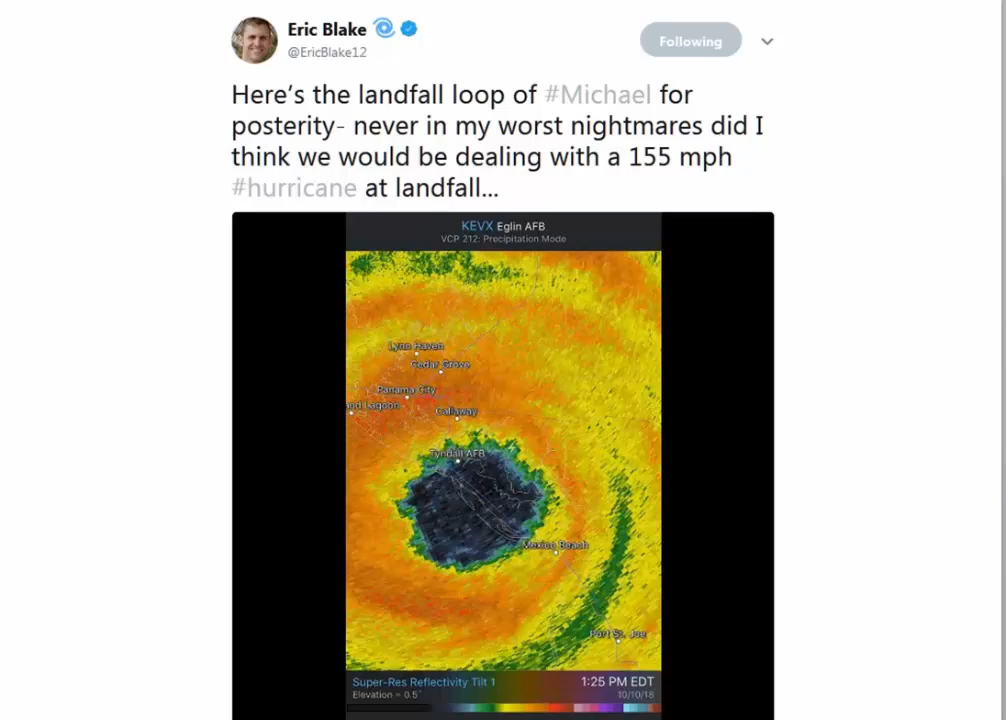 Eric Blake
@EricBlake12
Following
Here's the landfall loop of #Michael for
posterity- never in my worst nightmares did I
think we would be dealing with a 155 mph
#hurricane at landfall...
KEVX Eglin AFB
VCP 212: Precipitation Mode
Lynn Haven
Cedar Grove
Panama City
and Lagoon
Callaway
Tyndall AFB
Mexico Beach
Port St. Joe
Super-Res Reflectivity Tilt 1
1:25 PM EDT
Elevation = 0.5°
10/10/18